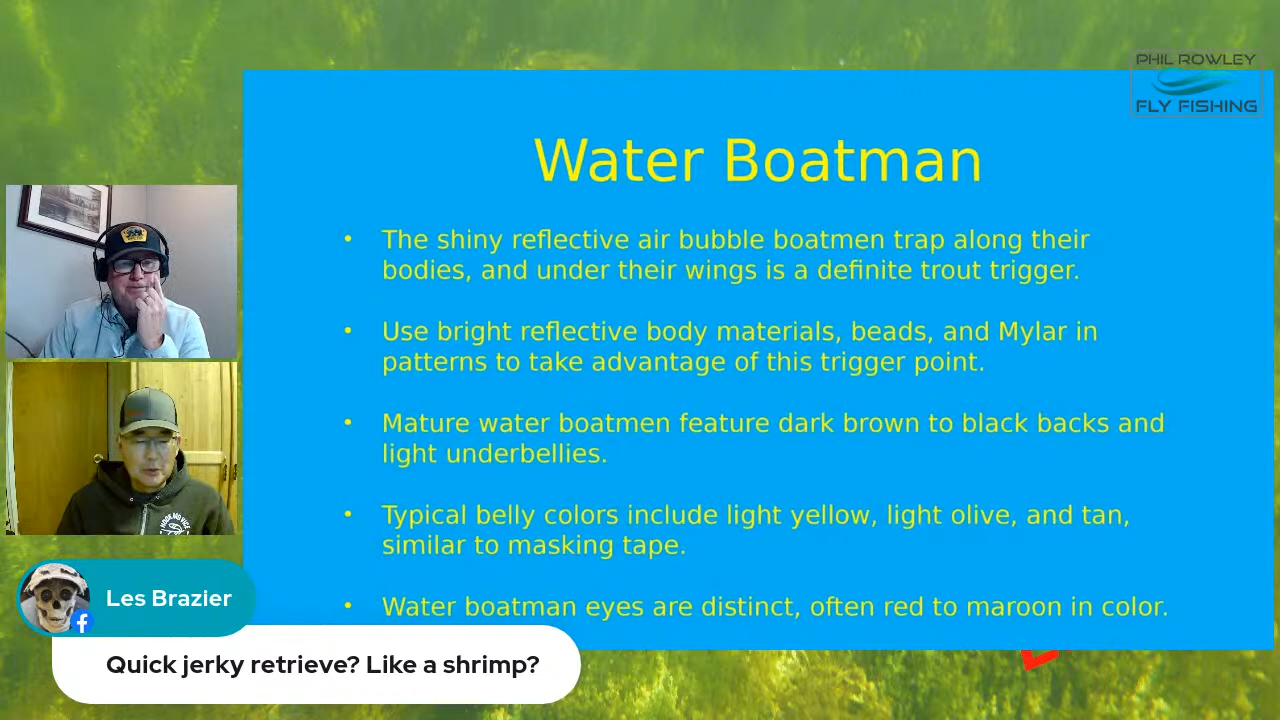 PHIL ROWLEY
FLY FISHING
Water Boatman
• The shiny reflective air bubble boatmen trap along their
bodies, and under their wings is a definite trout trigger.
• Use bright reflective body materials, beads, and Mylar in
patterns to take advantage of this trigger point.
• Mature water boatmen feature dark brown to black backs and
light underbellies.
• Typical belly colors include light yellow, light olive, and tan,
similar to masking tape.
• Water boatman eyes are distinct, often red to maroon in color.
Les Brazier
Quick jerky retrieve? Like a shrimp?